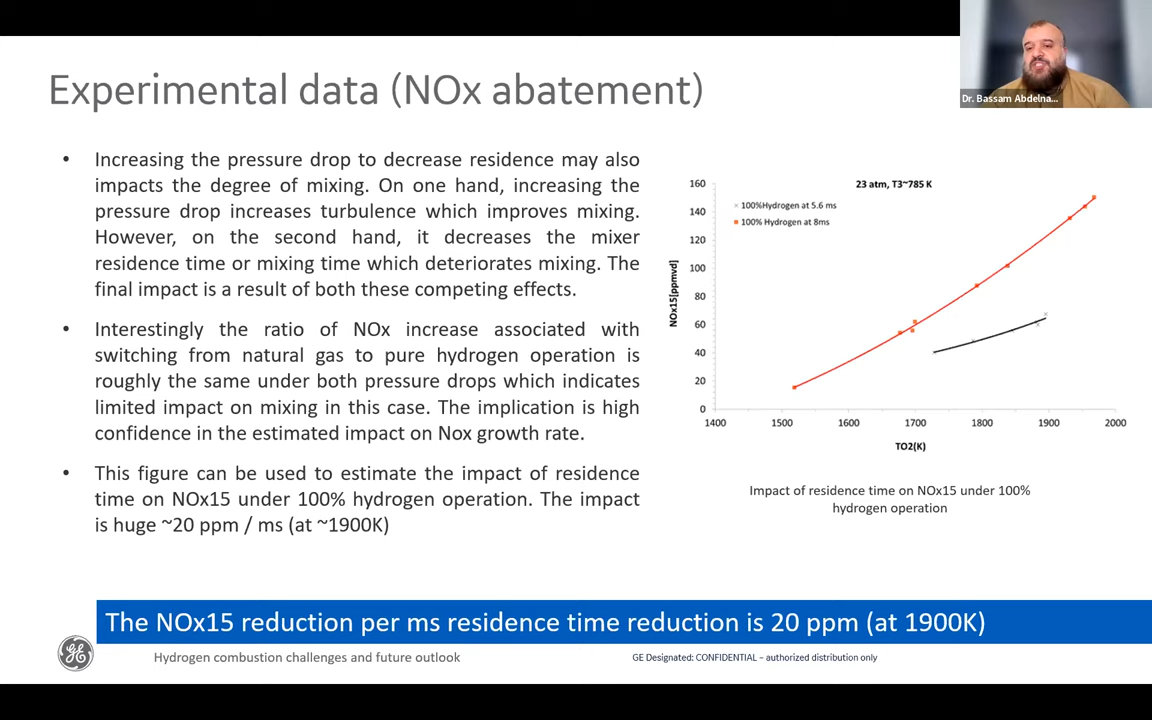 Dr. Bassam Abdelna...
Experimental data (NOx abatement)
• Increasing the pressure drop to decrease residence may also
impacts the degree of mixing. On one hand, increasing the
pressure drop increases turbulence which improves mixing.
However, on the second hand, it decreases the mixer
residence time or mixing time which deteriorates mixing. The
final impact is a result of both these competing effects.
• Interestingly the ratio of NOx increase associated with
switching from natural gas to pure hydrogen operation is
roughly the same under both pressure drops which indicates
limited impact on mixing in this case. The implication is high
confidence in the estimated impact on Nox growth rate.
• This figure can be used to estimate the impact of residence
time on NOx15 under 100% hydrogen operation. The impact
is huge ~20 ppm / ms (at ~1900K)
23 atm, T3~785 K
100%Hydrogen at 5.6 ms
100% Hydrogen at 8ms
NOx15[ppmvd]
160
140
120
100
80
60
40
20
0
1400 1500 1600 1700 1800 1900 2000
TO2(K)
Impact of residence time on NOx15 under 100%
hydrogen operation
The NOx15 reduction per ms residence time reduction is 20 ppm (at 1900K)
GE
Hydrogen combustion challenges and future outlook
GE Designated: CONFIDENTIAL – authorized distribution only